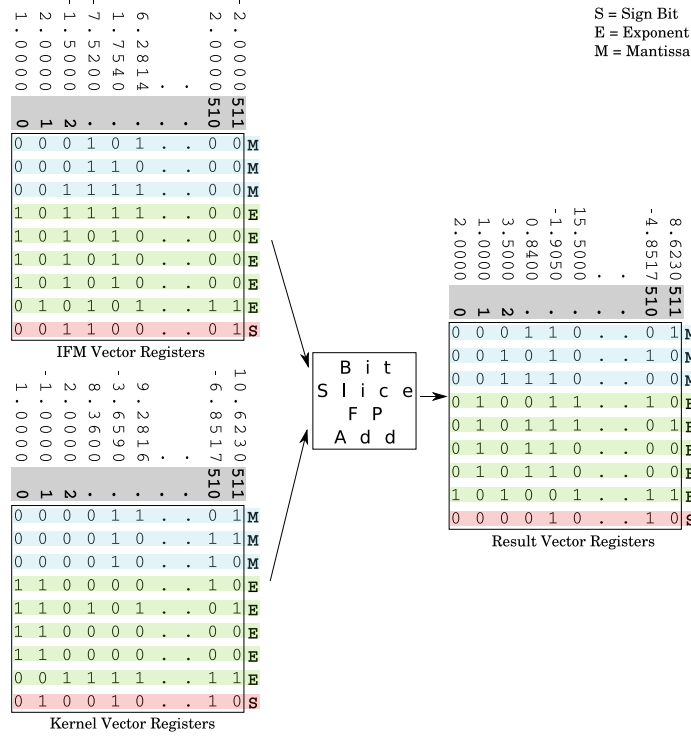 S = Sign Bit
E = Exponent
M = Mantissa
1.0000
2.0000
-1.5000
-7.5200
1.7540
6.2814
.
.
2.0000
-2.0000
0 1 2 . . . . . 510 511
0 0 0 1 0 1 . . 0 0 M
0 0 0 1 1 0 . . 0 0 M
0 0 1 1 1 1 . . 0 0 M
1 0 1 1 1 1 . . 0 0 E
1 0 1 0 1 0 . . 0 0 E
1 0 1 0 1 0 . . 0 0 E
1 0 1 0 1 0 . . 0 0 E
0 1 0 1 0 1 . . 1 1 E
0 0 1 1 0 0 . . 0 1 S
IFM Vector Registers
1.0000
-1.0000
2.0000
8.3600
-3.6590
9.2816
.
.
-6.8517
10.6230
0 1 2 . . . . . 510 511
0 0 0 0 1 1 . . 0 1 M
0 0 0 0 1 0 . . 1 1 M
0 0 0 0 1 0 . . 1 0 M
1 1 0 0 0 0 . . 1 0 E
1 1 0 1 0 1 . . 0 1 E
1 1 0 0 0 0 . . 0 0 E
1 1 0 0 0 0 . . 0 0 E
0 0 1 1 1 1 . . 1 1 E
0 1 0 0 1 0 . . 1 0 S
Kernel Vector Registers
Bit
Slice
FP
Add
2.0000
1.0000
3.5000
0.8400
-1.9050
15.5000
.
.
-4.8517
8.6230
0 1 2 . . . . . 510 511
0 0 0 1 1 0 . . 0 1 M
0 0 1 0 1 0 . . 1 0 M
0 0 1 1 1 0 . . 0 0 M
0 1 0 0 1 1 . . 1 0 E
0 1 0 1 1 0 . . 0 1 E
0 1 0 1 1 0 . . 0 0 E
0 1 0 1 1 0 . . 0 0 E
1 0 1 0 0 1 . . 1 1 E
0 0 0 0 1 0 . . 1 0 S
Result Vector Registers